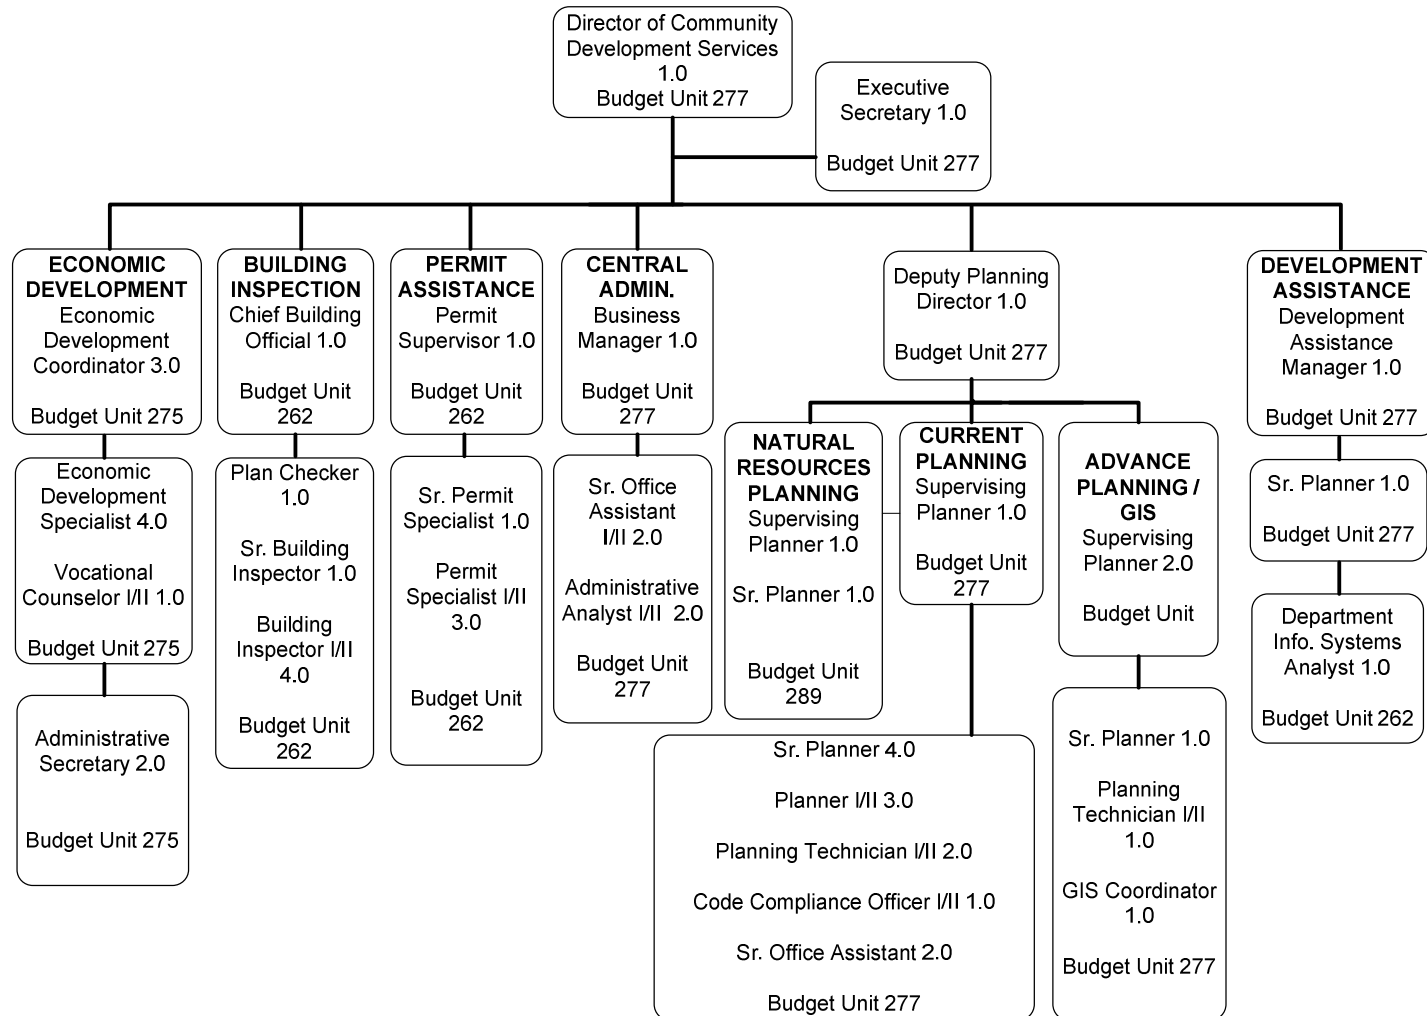 Director of Community
Development Services
1.0
Budget Unit 277
Executive
Secretary 1.0
Budget Unit 277
ECONOMIC
DEVELOPMENT
Economic
Development
Coordinator 3.0
Budget Unit 275
BUILDING
INSPECTION
Chief Building
Official 1.0
Budget Unit
262
PERMIT
ASSISTANCE
Permit
Supervisor 1.0
Budget Unit
262
CENTRAL
ADMIN.
Business
Manager 1.0
Budget Unit
277
Deputy Planning
Director 1.0
Budget Unit 277
DEVELOPMENT
ASSISTANCE
Development
Assistance
Manager 1.0
Budget Unit 277
Economic
Development
Specialist 4.0
Vocational
Counselor I/II 1.0
Budget Unit 275
Plan Checker
1.0
Sr. Building
Inspector 1.0
Building
Inspector I/II
4.0
Budget Unit
262
Sr. Permit
Specialist 1.0
Permit
Specialist I/II
3.0
Budget Unit
262
Sr. Office
Assistant
I/II 2.0
Administrative
Analyst I/II 2.0
Budget Unit
277
NATURAL
RESOURCES
PLANNING
Supervising
Planner 1.0
Sr. Planner 1.0
Budget Unit
289
CURRENT
PLANNING
Supervising
Planner 1.0
Budget Unit
277
ADVANCE
PLANNING /
GIS
Supervising
Planner 2.0
Budget Unit
Sr. Planner 1.0
Budget Unit 277
Department
Info. Systems
Analyst 1.0
Budget Unit 262
Administrative
Secretary 2.0
Budget Unit 275
Sr. Planner 4.0
Planner I/II 3.0
Planning Technician I/II 2.0
Code Compliance Officer I/II 1.0
Sr. Office Assistant 2.0
Budget Unit 277
Sr. Planner 1.0
Planning
Technician I/II
1.0
GIS Coordinator
1.0
Budget Unit 277